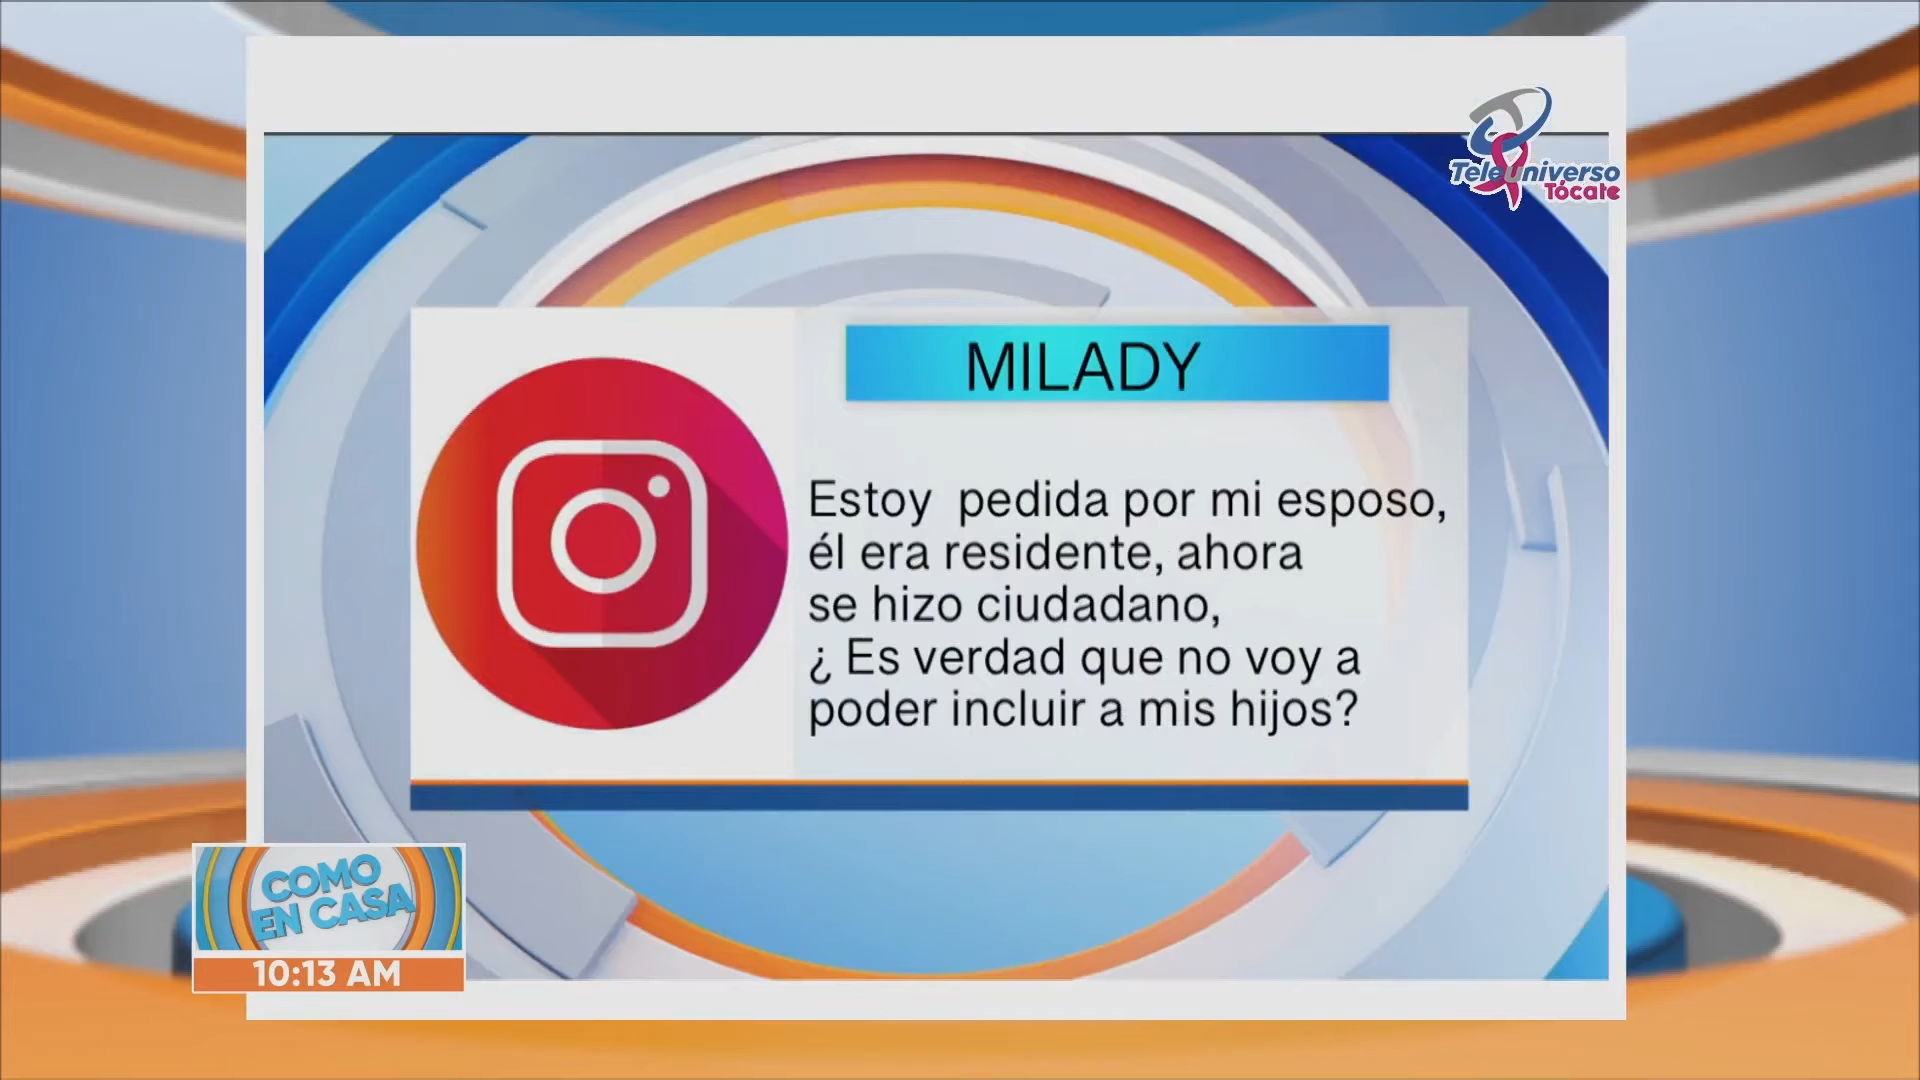 TeleUniverso
Tócate
MILADY
Estoy pedida por mi esposo,
él era residente, ahora
se hizo ciudadano,
¿ Es verdad que no voy a
poder incluir a mis hijos?
COMO
EN CASA
10:13 AM